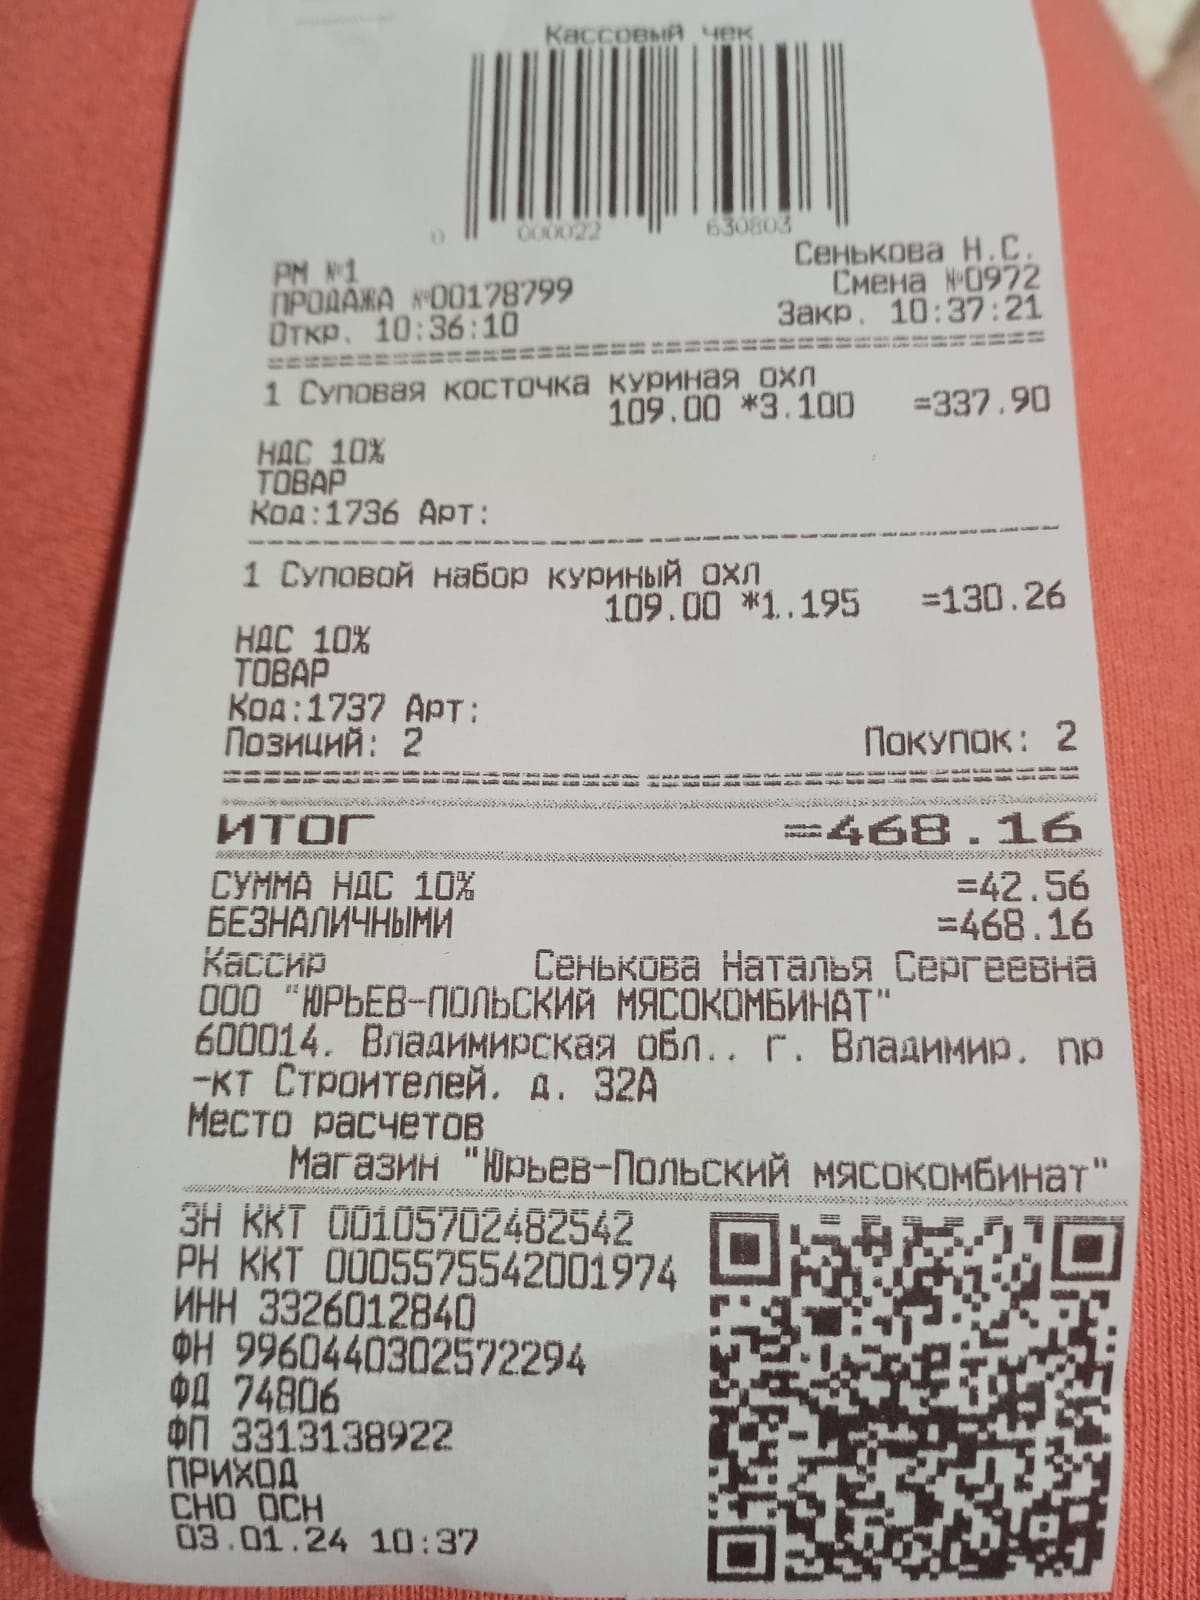 Кассовый чек
0 000022 630803
Сенькова Н.С.
РМ №1 Смена №0972
ПРОДАЖА №00178799
Откр. 10:36:10 Закр. 10:37:21
1 Суповая косточка куриная охл
109.00 *3.100 =337.90
НДС 10%
ТОВАР
Код:1736 Арт:
1 Суповой набор куриный охл
109.00 *1.195 =130.26
НДС 10%
ТОВАР
Код:1737 Арт:
Позиций: 2 Покупок: 2
ИТОГ =468.16
СУММА НДС 10% =42.56
БЕЗНАЛИЧНЫМИ =468.16
Кассир Сенькова Наталья Сергеевна
ООО "ЮРЬЕВ-ПОЛЬСКИЙ МЯСОКОМБИНАТ"
600014, Владимирская обл., г. Владимир, пр
-кт Строителей, д. 32А
Место расчетов
Магазин "Юрьев-Польский мясокомбинат"
ЗН ККТ 00105702482542
РН ККТ 0005575542001974
ИНН 3326012840
ФН 9960440302572294
ФД 74806
ФП 3313138922
ПРИХОД
СНО ОСН
03.01.24 10:37